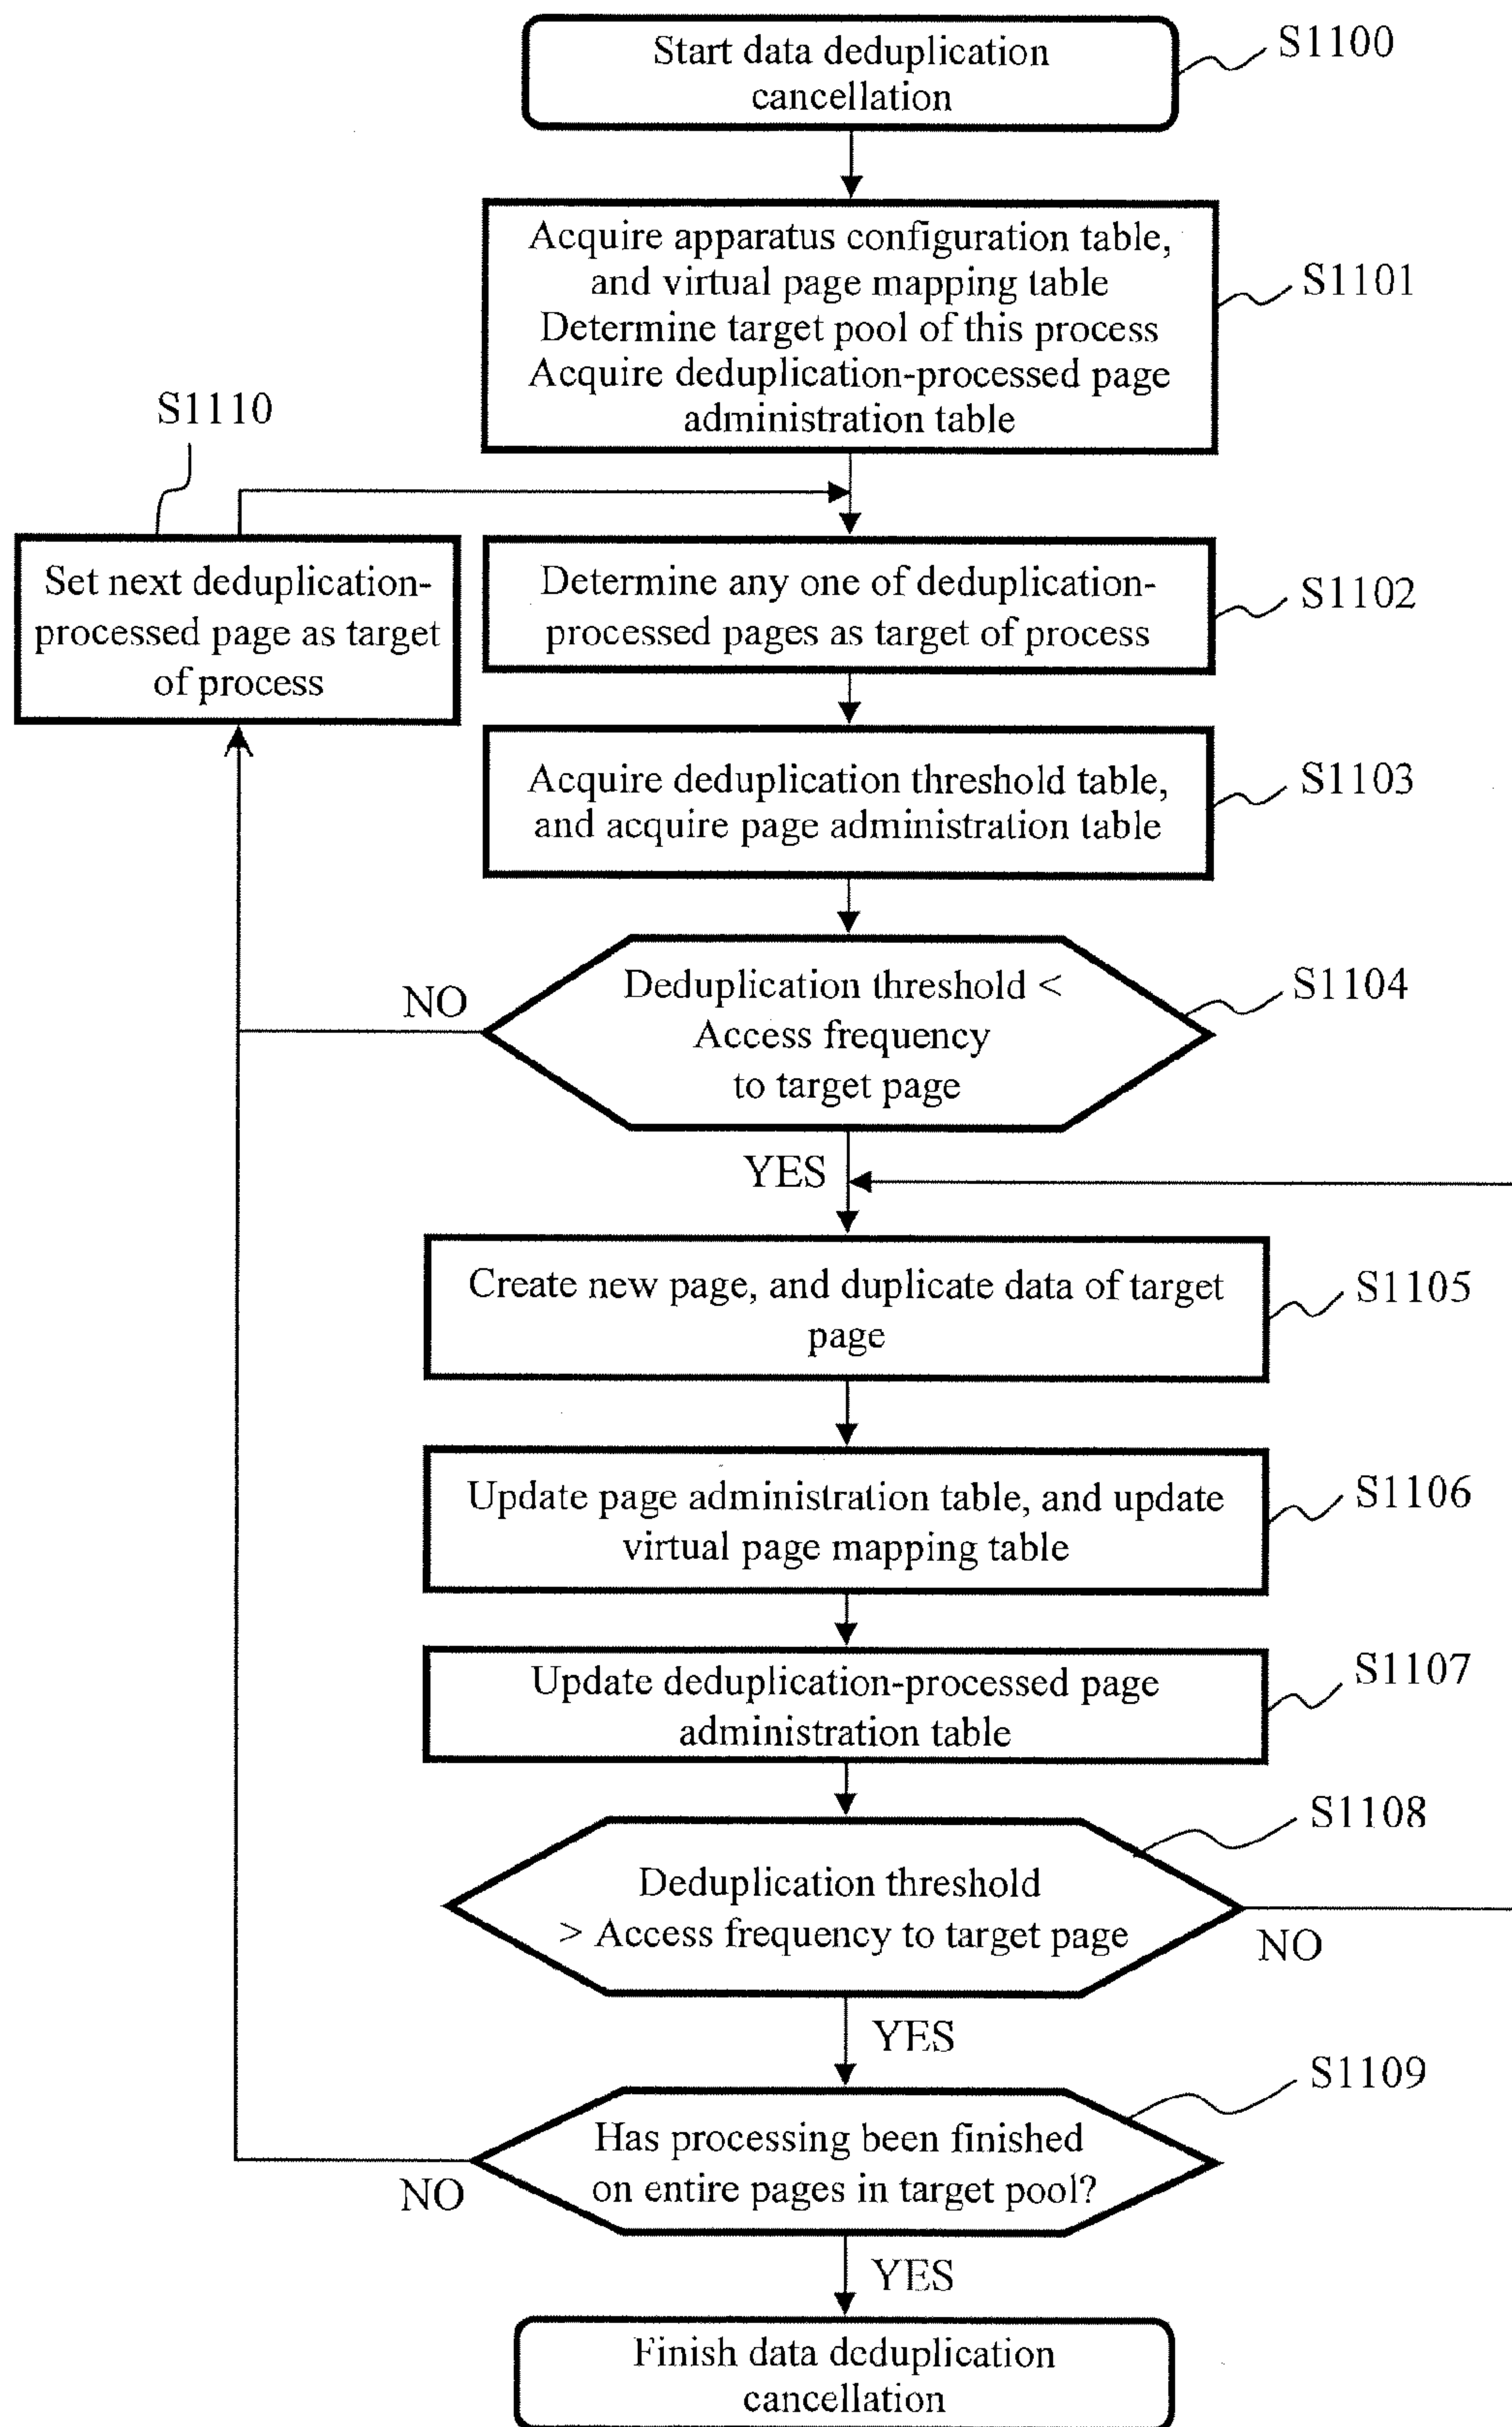 Start data deduplication
cancellation
S1100
Acquire apparatus configuration table,
and virtual page mapping table
Determine target pool of this process
Acquire deduplication-processed page
administration table
S1101
S1110
Set next deduplication-
processed page as target
of process
Determine any one of deduplication-
processed pages as target of process
S1102
Acquire deduplication threshold table,
and acquire page administration table
S1103
Deduplication threshold <
Access frequency
to target page
S1104
NO
YES
Create new page, and duplicate data of target
page
S1105
Update page administration table, and update
virtual page mapping table
S1106
Update deduplication-processed page
administration table
S1107
S1108
Deduplication threshold
> Access frequency to target page
NO
YES
S1109
Has processing been finished
on entire pages in target pool?
NO
YES
Finish data deduplication
cancellation